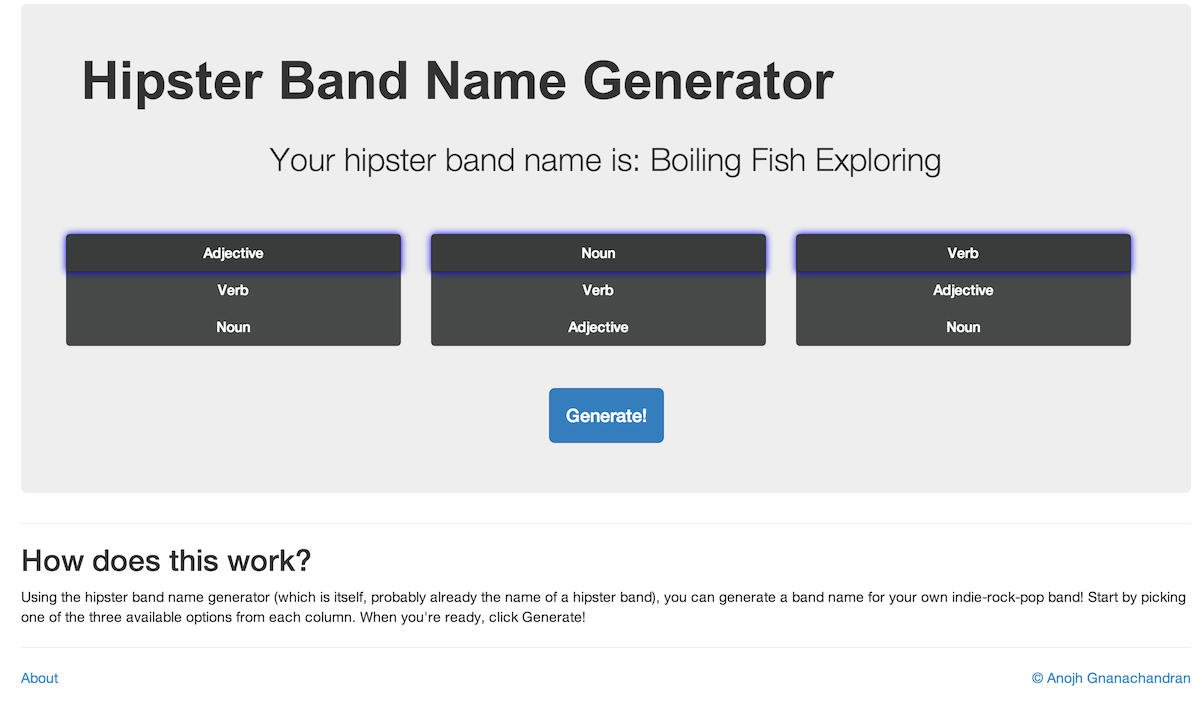 Hipster Band Name Generator
Your hipster band name is: Boiling Fish Exploring
Adjective
Verb
Noun
Noun
Verb
Adjective
Verb
Adjective
Noun
Generate!
How does this work?
Using the hipster band name generator (which is itself, probably already the name of a hipster band), you can generate a band name for your own indie-rock-pop band! Start by picking
one of the three available options from each column. When you're ready, click Generate!
About
© Anojh Gnanachandran